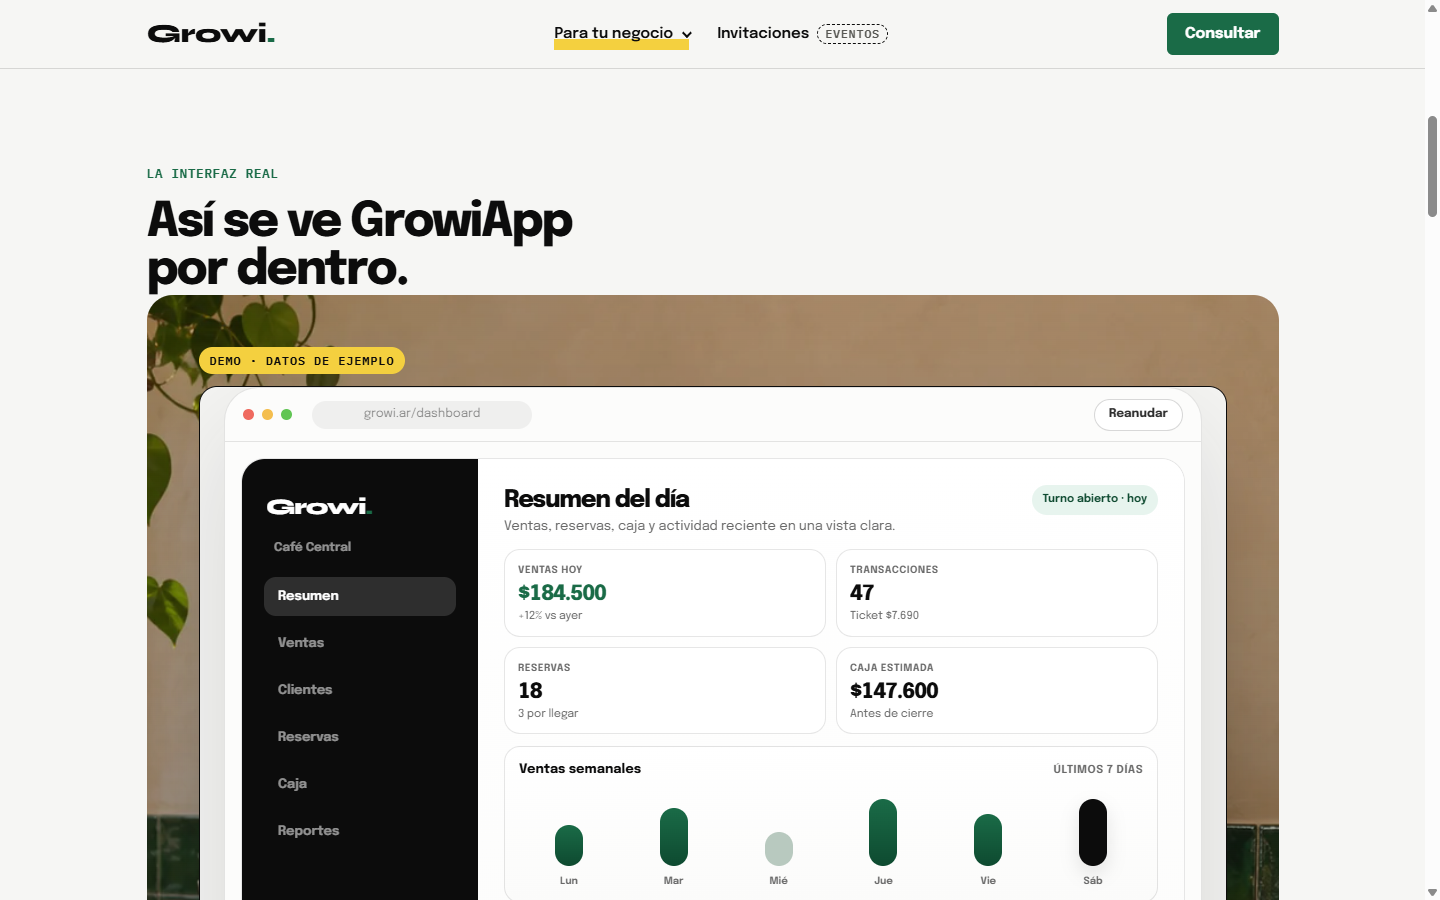 Growi.
Para tu negocio
Invitaciones
EVENTOS
Consultar
LA INTERFAZ REAL
Así se ve GrowiApp
por dentro.
DEMO · DATOS DE EJEMPLO
growi.ar/dashboard
Reanudar
Growi.
Café Central
Resumen
Ventas
Clientes
Reservas
Caja
Reportes
Resumen del día
Turno abierto · hoy
Ventas, reservas, caja y actividad reciente en una vista clara.
VENTAS HOY
$184.500
+12% vs ayer
TRANSACCIONES
47
Ticket $7.690
RESERVAS
18
3 por llegar
CAJA ESTIMADA
$147.600
Antes de cierre
Ventas semanales
ÚLTIMOS 7 DÍAS
Lun
Mar
Mié
Jue
Vie
Sáb